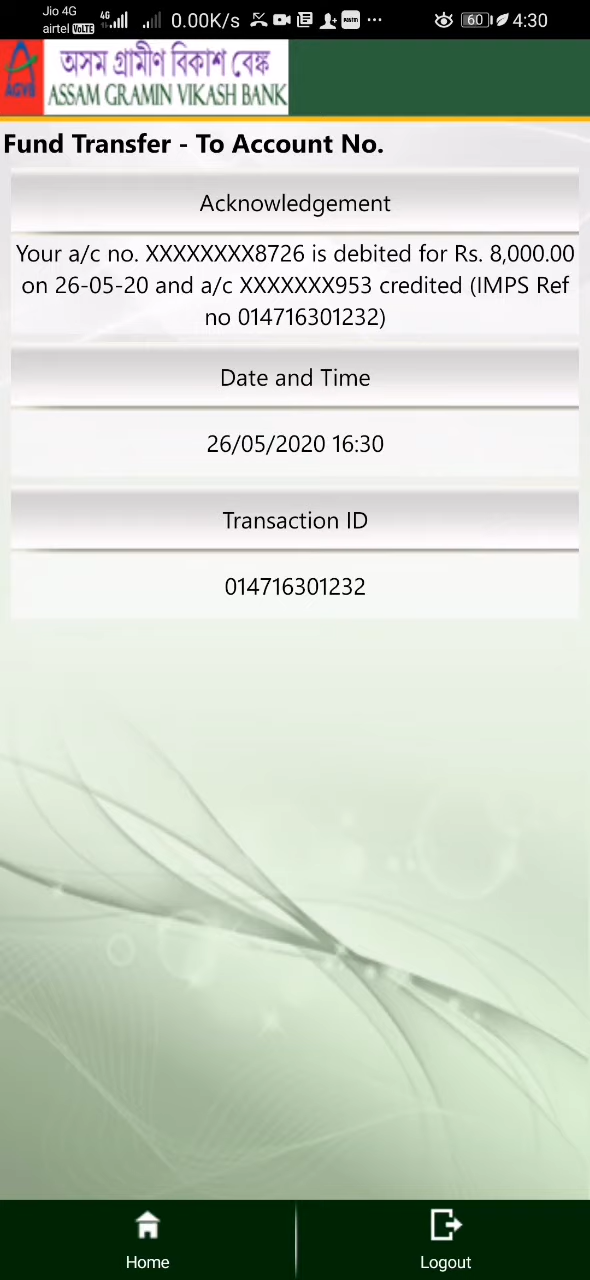 Jio 4G
airtel VoLTE
4G
0.00K/s
60
4:30
অসম গ্রামীণ বিকাশ বেঙ্ক
AGVB
ASSAM GRAMIN VIKASH BANK
Fund Transfer - To Account No.
Acknowledgement
Your a/c no. XXXXXXXX8726 is debited for Rs. 8,000.00
on 26-05-20 and a/c XXXXXXX953 credited (IMPS Ref
no 014716301232)
Date and Time
26/05/2020 16:30
Transaction ID
014716301232
Home
Logout